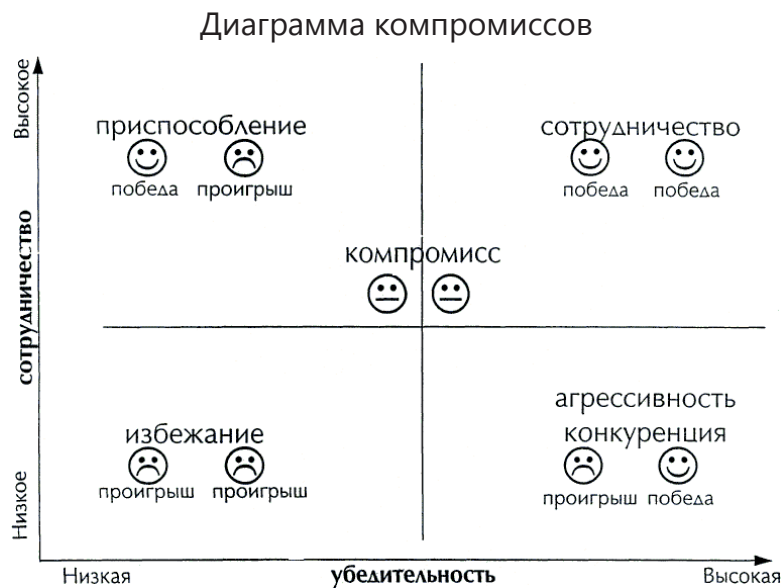 Диаграмма компромиссов
Высокое
приспособление
победа проигрыш
сотрудничество
победа победа
сотрудничество
компромисс
агрессивность
конкуренция
проигрыш победа
избежание
проигрыш проигрыш
Низкое
Низкая
убедительность
Высокая